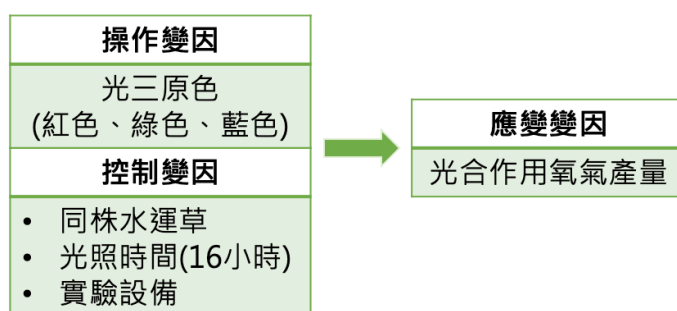 操作變因
光三原色
(紅色、綠色、藍色)
控制變因
• 同株水運草
• 光照時間(16小時)
• 實驗設備
應變變因
光合作用氧氣產量